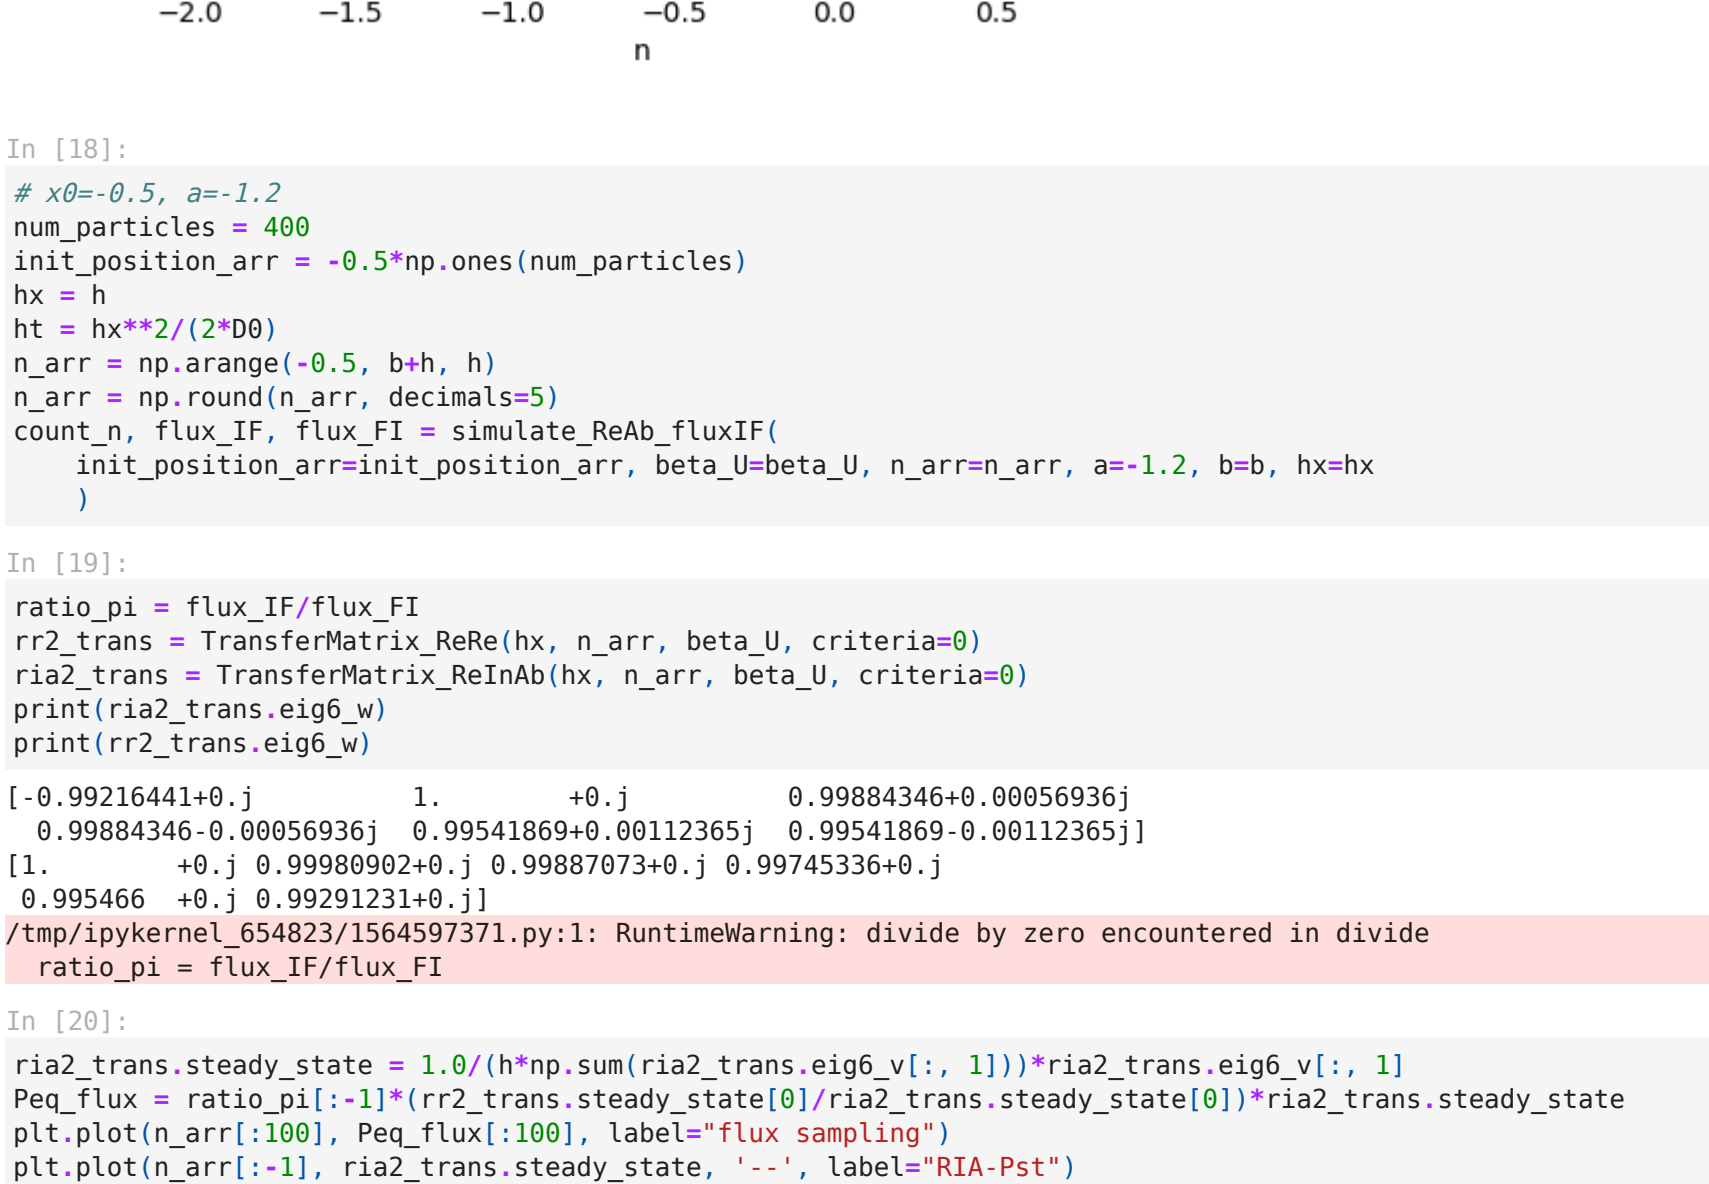 −2.0 −1.5 −1.0 −0.5 0.0 0.5
n
In [18]:
# x0=-0.5, a=-1.2
num_particles = 400
init_position_arr = -0.5*np.ones(num_particles)
hx = h
ht = hx**2/(2*D0)
n_arr = np.arange(-0.5, b+h, h)
n_arr = np.round(n_arr, decimals=5)
count_n, flux_IF, flux_FI = simulate_ReAb_fluxIF(
    init_position_arr=init_position_arr, beta_U=beta_U, n_arr=n_arr, a=-1.2, b=b, hx=hx
    )
In [19]:
ratio_pi = flux_IF/flux_FI
rr2_trans = TransferMatrix_ReRe(hx, n_arr, beta_U, criteria=0)
ria2_trans = TransferMatrix_ReInAb(hx, n_arr, beta_U, criteria=0)
print(ria2_trans.eig6_w)
print(rr2_trans.eig6_w)
[-0.99216441+0.j          1.        +0.j          0.99884346+0.00056936j
  0.99884346-0.00056936j  0.99541869+0.00112365j  0.99541869-0.00112365j]
[1.        +0.j 0.99980902+0.j 0.99887073+0.j 0.99745336+0.j
 0.995466  +0.j 0.99291231+0.j]
/tmp/ipykernel_654823/1564597371.py:1: RuntimeWarning: divide by zero encountered in divide
  ratio_pi = flux_IF/flux_FI
In [20]:
ria2_trans.steady_state = 1.0/(h*np.sum(ria2_trans.eig6_v[:, 1]))*ria2_trans.eig6_v[:, 1]
Peq_flux = ratio_pi[:-1]*(rr2_trans.steady_state[0]/ria2_trans.steady_state[0])*ria2_trans.steady_state
plt.plot(n_arr[:100], Peq_flux[:100], label="flux sampling")
plt.plot(n_arr[:-1], ria2_trans.steady_state, '--', label="RIA-Pst")